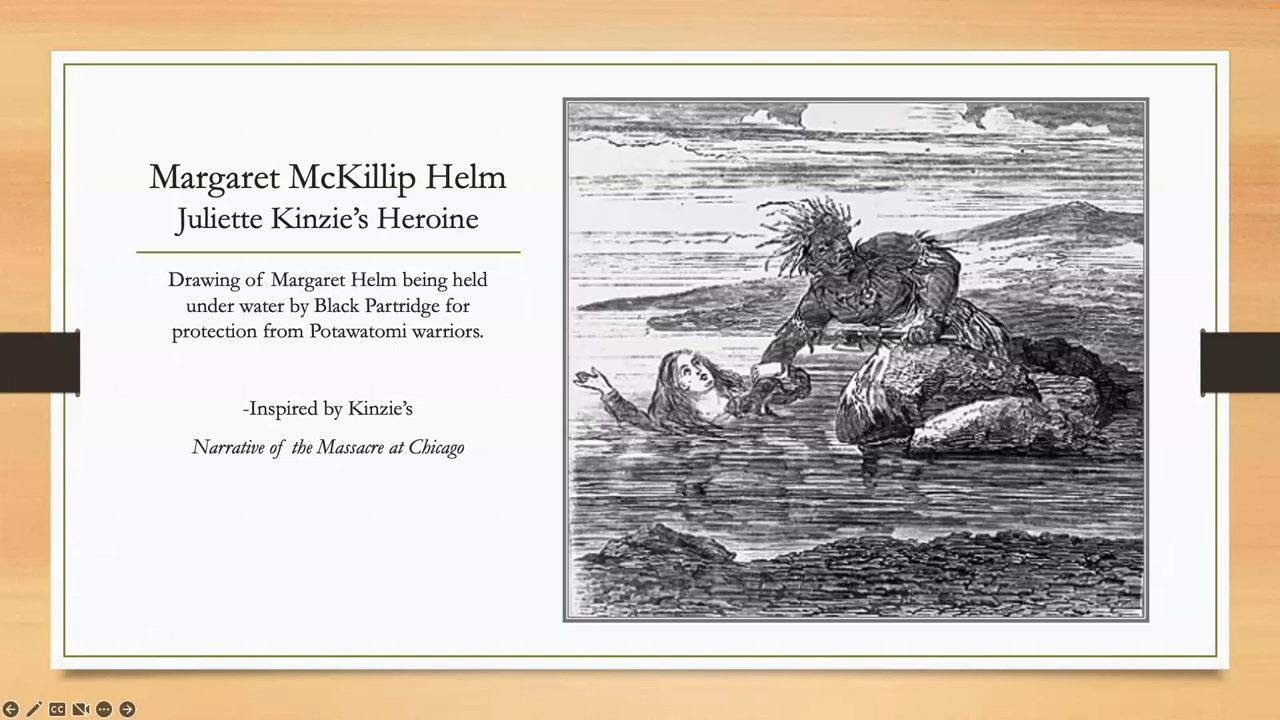 Margaret McKillip Helm
Juliette Kinzie’s Heroine
Drawing of Margaret Helm being held
under water by Black Partridge for
protection from Potawatomi warriors.
-Inspired by Kinzie’s
Narrative of the Massacre at Chicago
CC